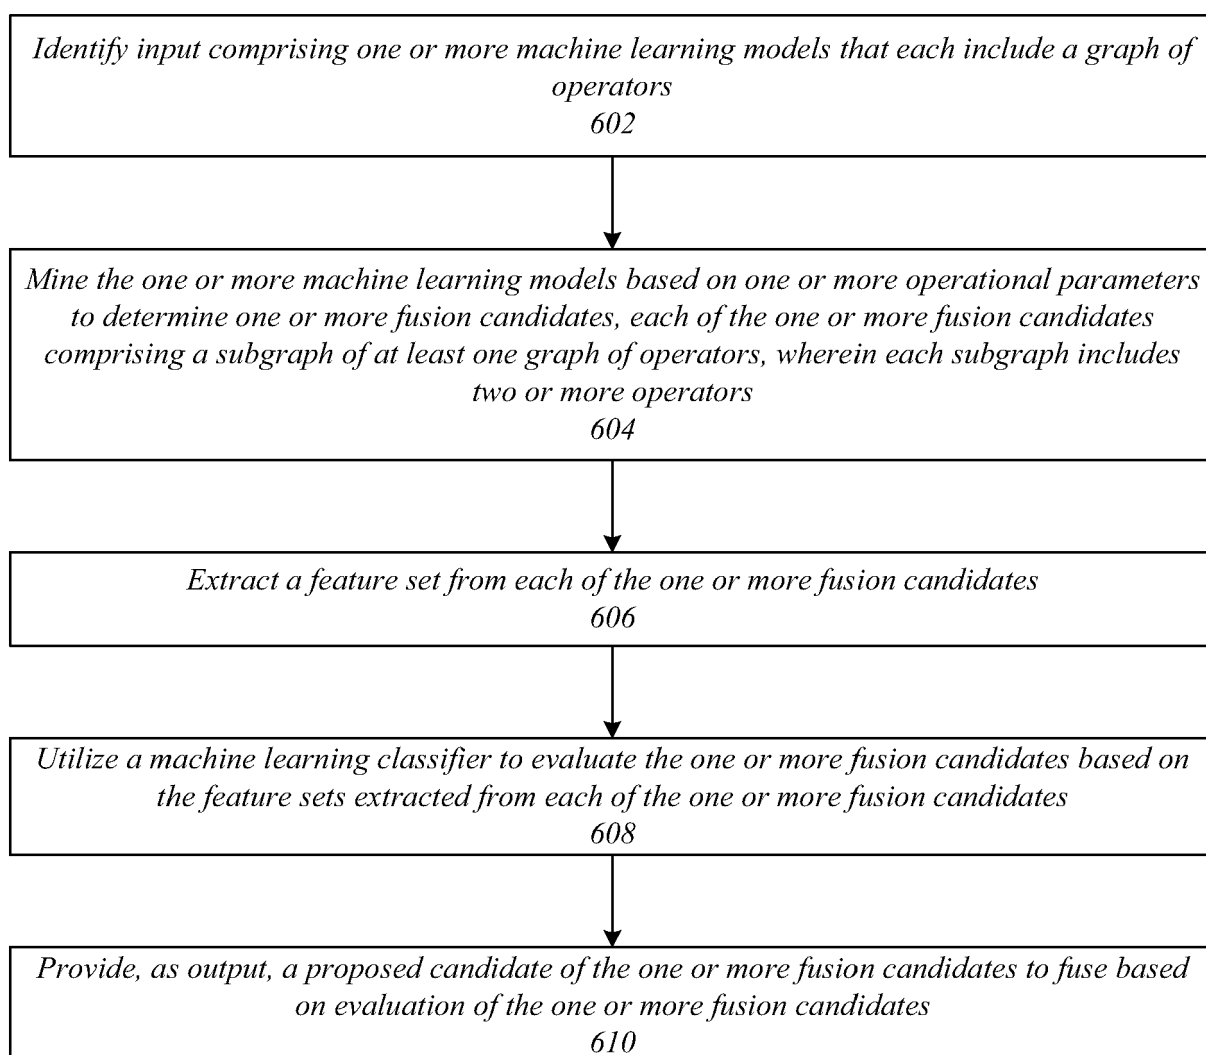 Identify input comprising one or more machine learning models that each include a graph of
operators
602
Mine the one or more machine learning models based on one or more operational parameters
to determine one or more fusion candidates, each of the one or more fusion candidates
comprising a subgraph of at least one graph of operators, wherein each subgraph includes
two or more operators
604
Extract a feature set from each of the one or more fusion candidates
606
Utilize a machine learning classifier to evaluate the one or more fusion candidates based on
the feature sets extracted from each of the one or more fusion candidates
608
Provide, as output, a proposed candidate of the one or more fusion candidates to fuse based
on evaluation of the one or more fusion candidates
610